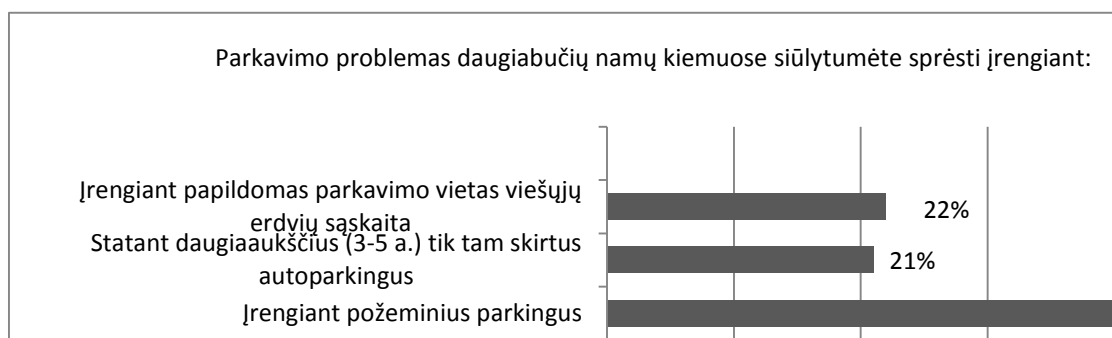 Parkavimo problemas daugiabučių namų kiemuose siūlytumėte spręsti įrengiant:
Įrengiant papildomas parkavimo vietas viešųjų
erdvių sąskaita
22%
Statant daugiaaukščius (3-5 a.) tik tam skirtus
autoparkingus
21%
Įrengiant požeminius parkingus